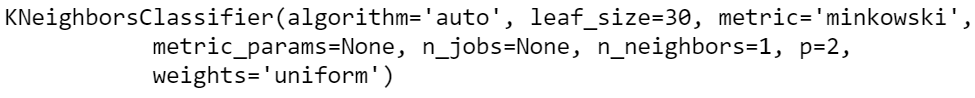 KNeighborsClassifier(algorithm='auto', leaf_size=30, metric='minkowski',
metric_params=None, n_jobs=None, n_neighbors=1, p=2,
weights='uniform')